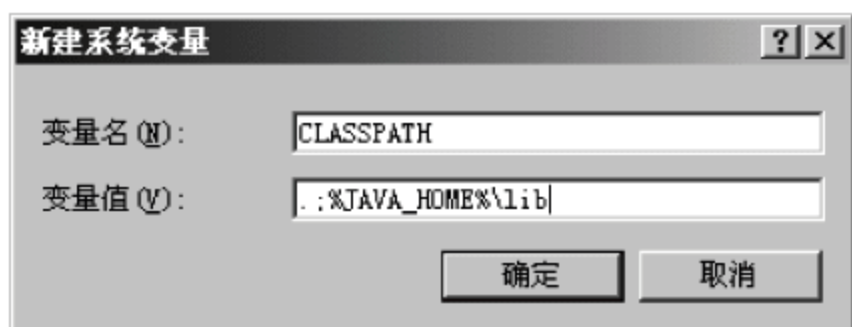 新建系统变量
变量名(N): CLASSPATH
变量值(V): .;%JAVA_HOME%\lib
确定 取消